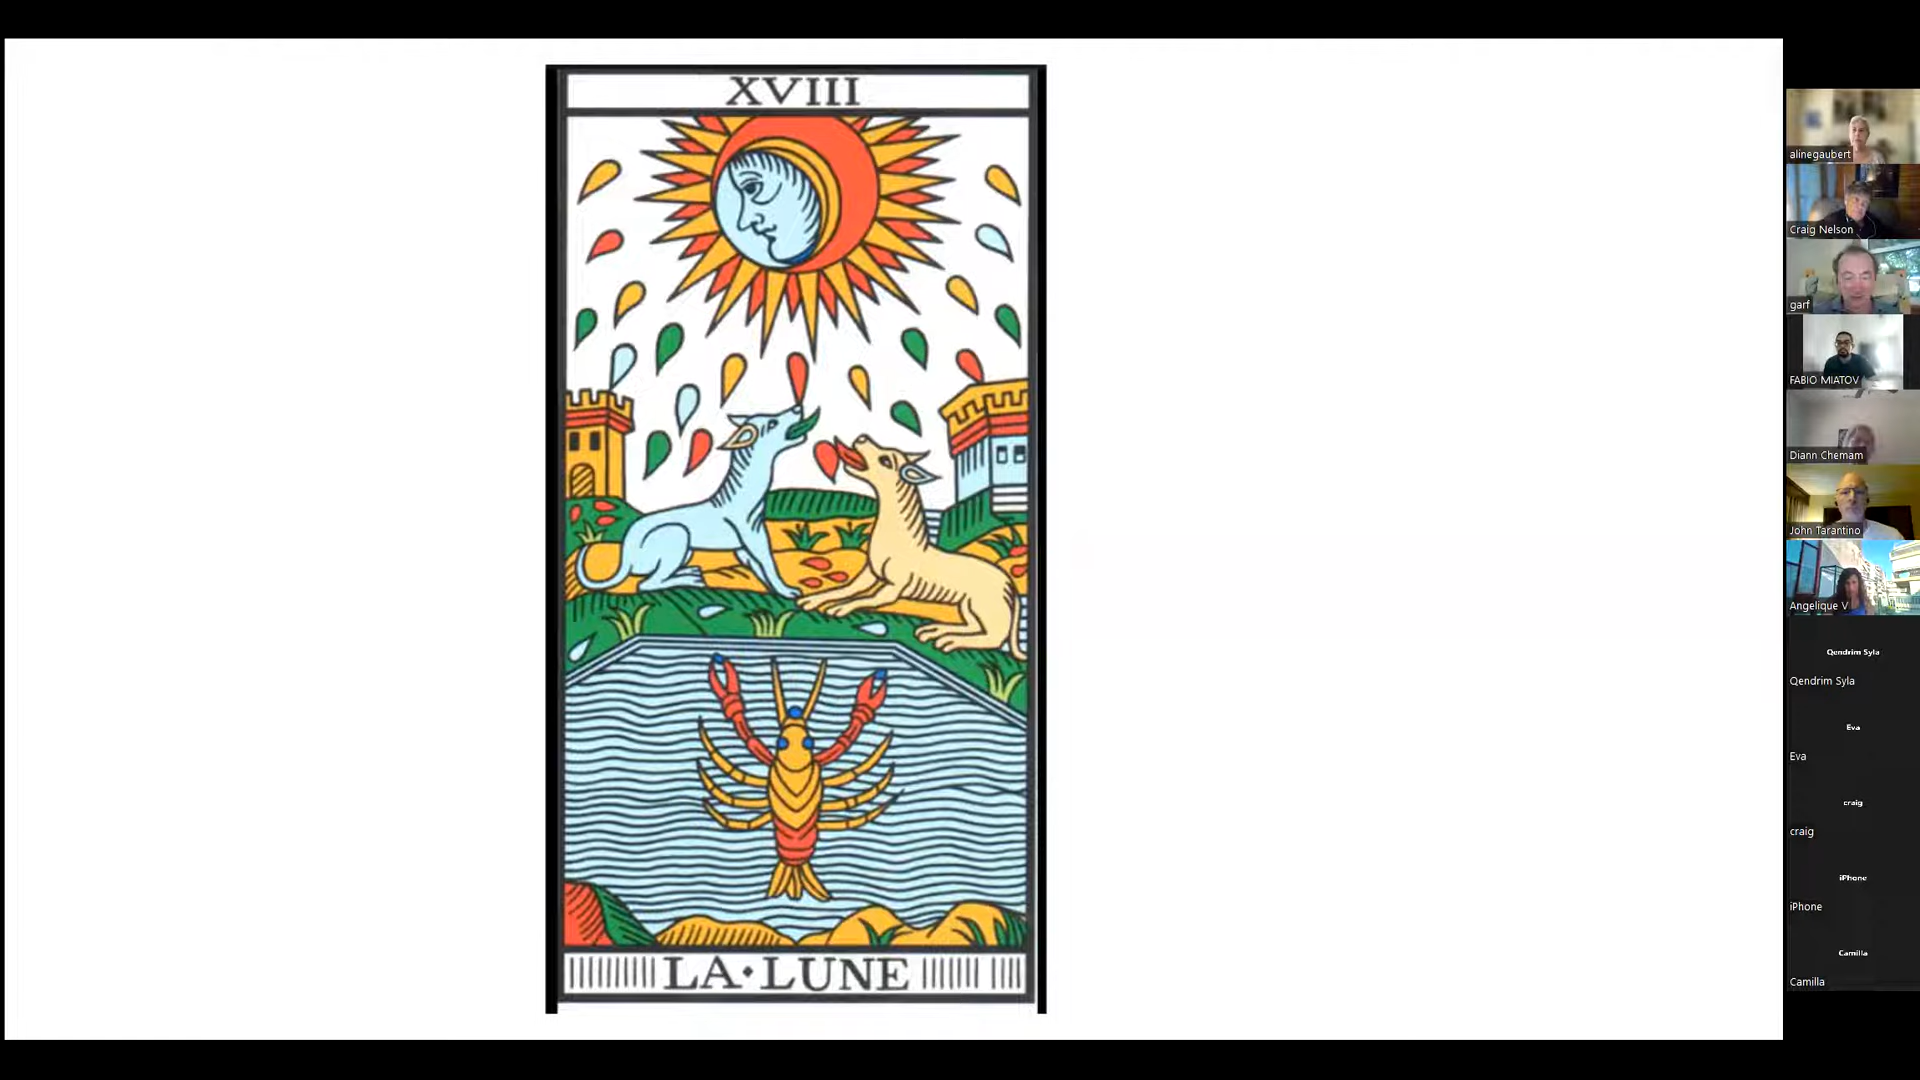 XVIII
LA•LUNE
alinegaubert
Craig Nelson
garf
FABIO MIATOV
Diann Chemam
John Tarantino
Angelique V
Qendrim Syla
Qendrim Syla
Eva
Eva
craig
craig
iPhone
iPhone
Camilla
Camilla